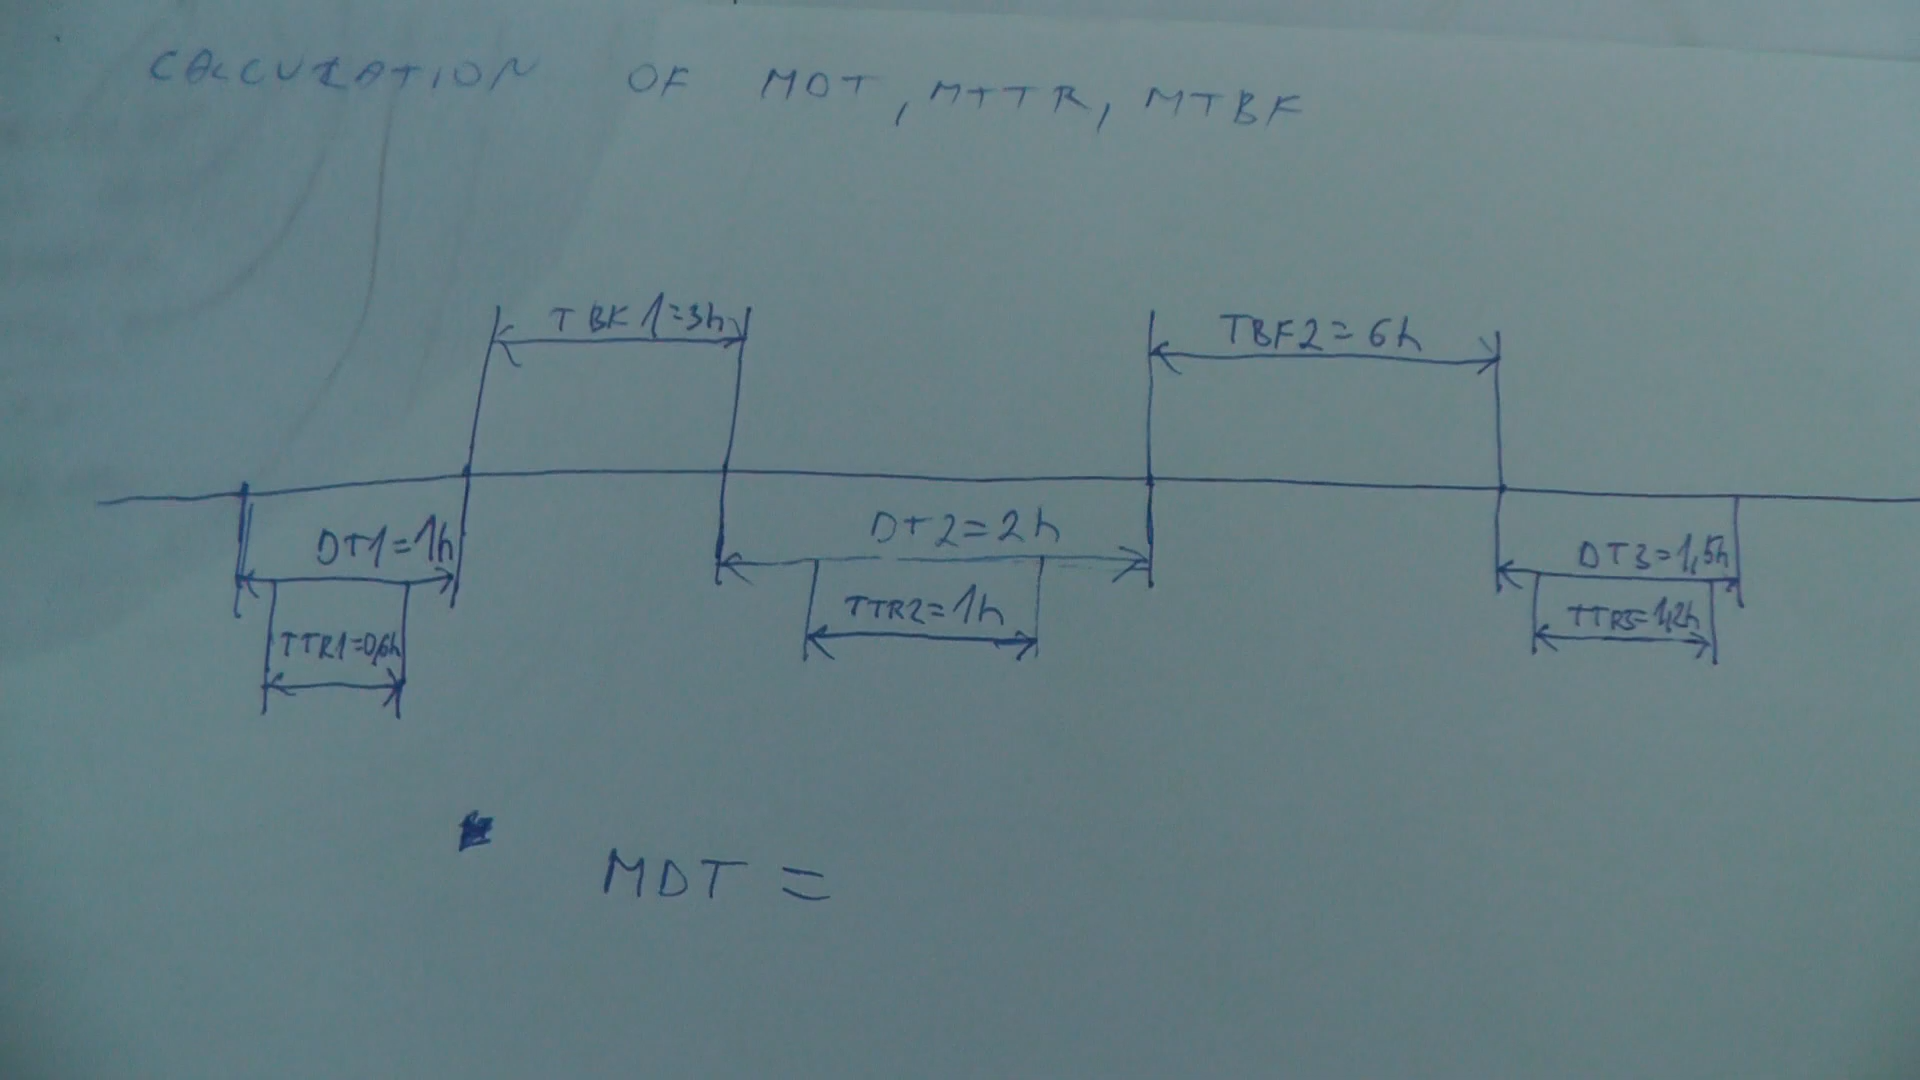 CALCULATION OF MDT, MTTR, MTBF
TBF1=3h
TBF2=6h
DT1=1h
DT2=2h
DT3=1,5h
TTR1=0,6h
TTR2=1h
TTR3=1,2h
MDT =